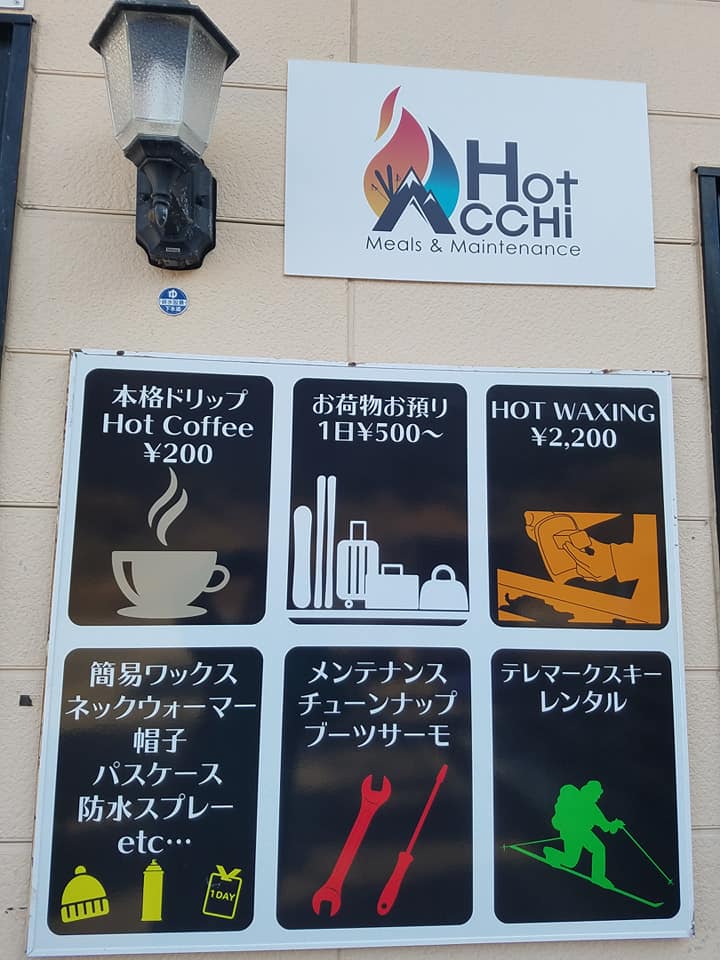 Hot
Acchi
Meals & Maintenance
本格ドリップ
Hot Coffee
¥200
お荷物お預り
1日¥500〜
HOT WAXING
¥2,200
簡易ワックス
ネックウォーマー
帽子
パスケース
防水スプレー
etc…
1DAY
メンテナンス
チューンナップ
ブーツサーモ
テレマークスキー
レンタル